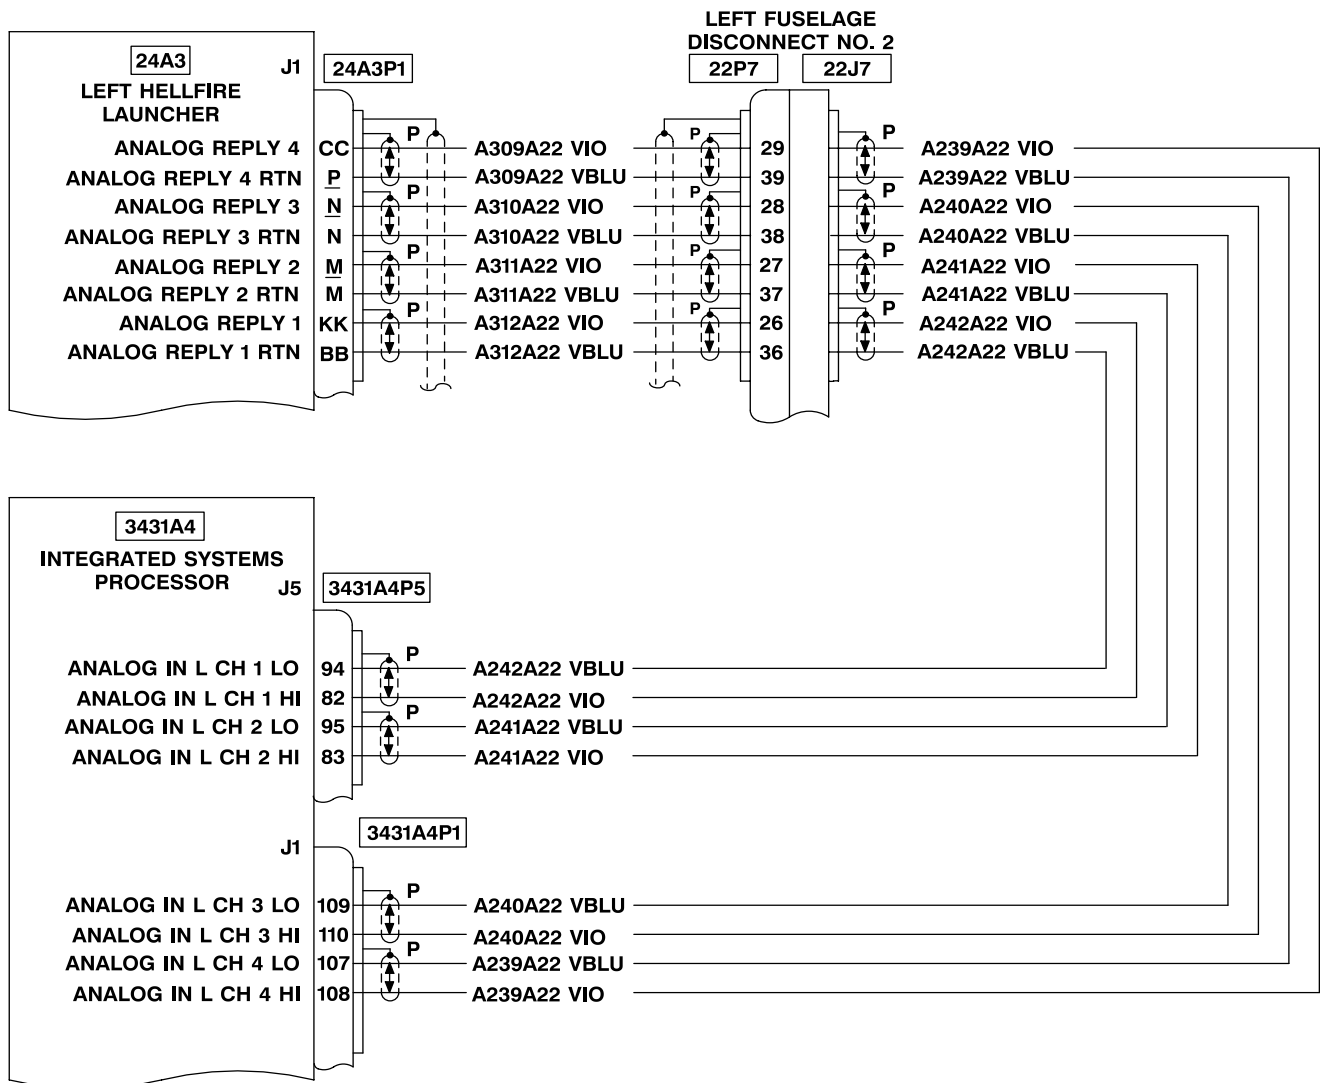 LEFT FUSELAGE
DISCONNECT NO. 2
24A3 J1 24A3P1 22P7 22J7
LEFT HELLFIRE
LAUNCHER
P P P
ANALOG REPLY 4 CC A309A22 VIO 29 A239A22 VIO
ANALOG REPLY 4 RTN P A309A22 VBLU 39 A239A22 VBLU
P P P
ANALOG REPLY 3 N A310A22 VIO 28 A240A22 VIO
ANALOG REPLY 3 RTN N A310A22 VBLU 38 A240A22 VBLU
P P P
ANALOG REPLY 2 M A311A22 VIO 27 A241A22 VIO
ANALOG REPLY 2 RTN M A311A22 VBLU 37 A241A22 VBLU
P P P
ANALOG REPLY 1 KK A312A22 VIO 26 A242A22 VIO
ANALOG REPLY 1 RTN BB A312A22 VBLU 36 A242A22 VBLU
3431A4
INTEGRATED SYSTEMS
PROCESSOR
J5 3431A4P5
P
ANALOG IN L CH 1 LO 94 A242A22 VBLU
ANALOG IN L CH 1 HI 82 A242A22 VIO
P
ANALOG IN L CH 2 LO 95 A241A22 VBLU
ANALOG IN L CH 2 HI 83 A241A22 VIO
J1 3431A4P1
P
ANALOG IN L CH 3 LO 109 A240A22 VBLU
ANALOG IN L CH 3 HI 110 A240A22 VIO
P
ANALOG IN L CH 4 LO 107 A239A22 VBLU
ANALOG IN L CH 4 HI 108 A239A22 VIO